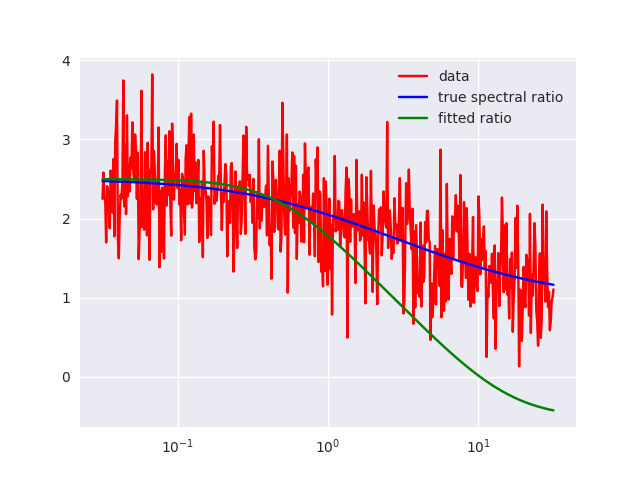 4
data
true spectral ratio
fitted ratio
3
2
1
0
10⁻¹
10⁰
10¹